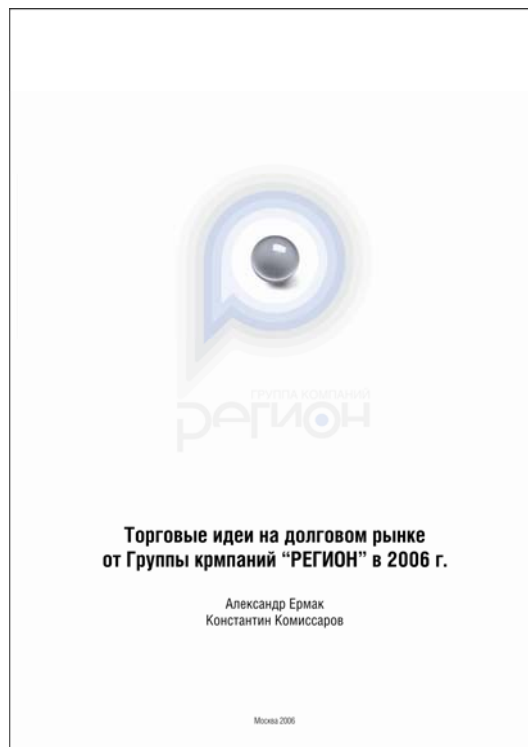 ГРУППА КОМПАНИЙ
регион
Торговые идеи на долговом рынке
от Группы крмпаний “РЕГИОН” в 2006 г.
Александр Ермак
Константин Комиссаров
Москва 2006